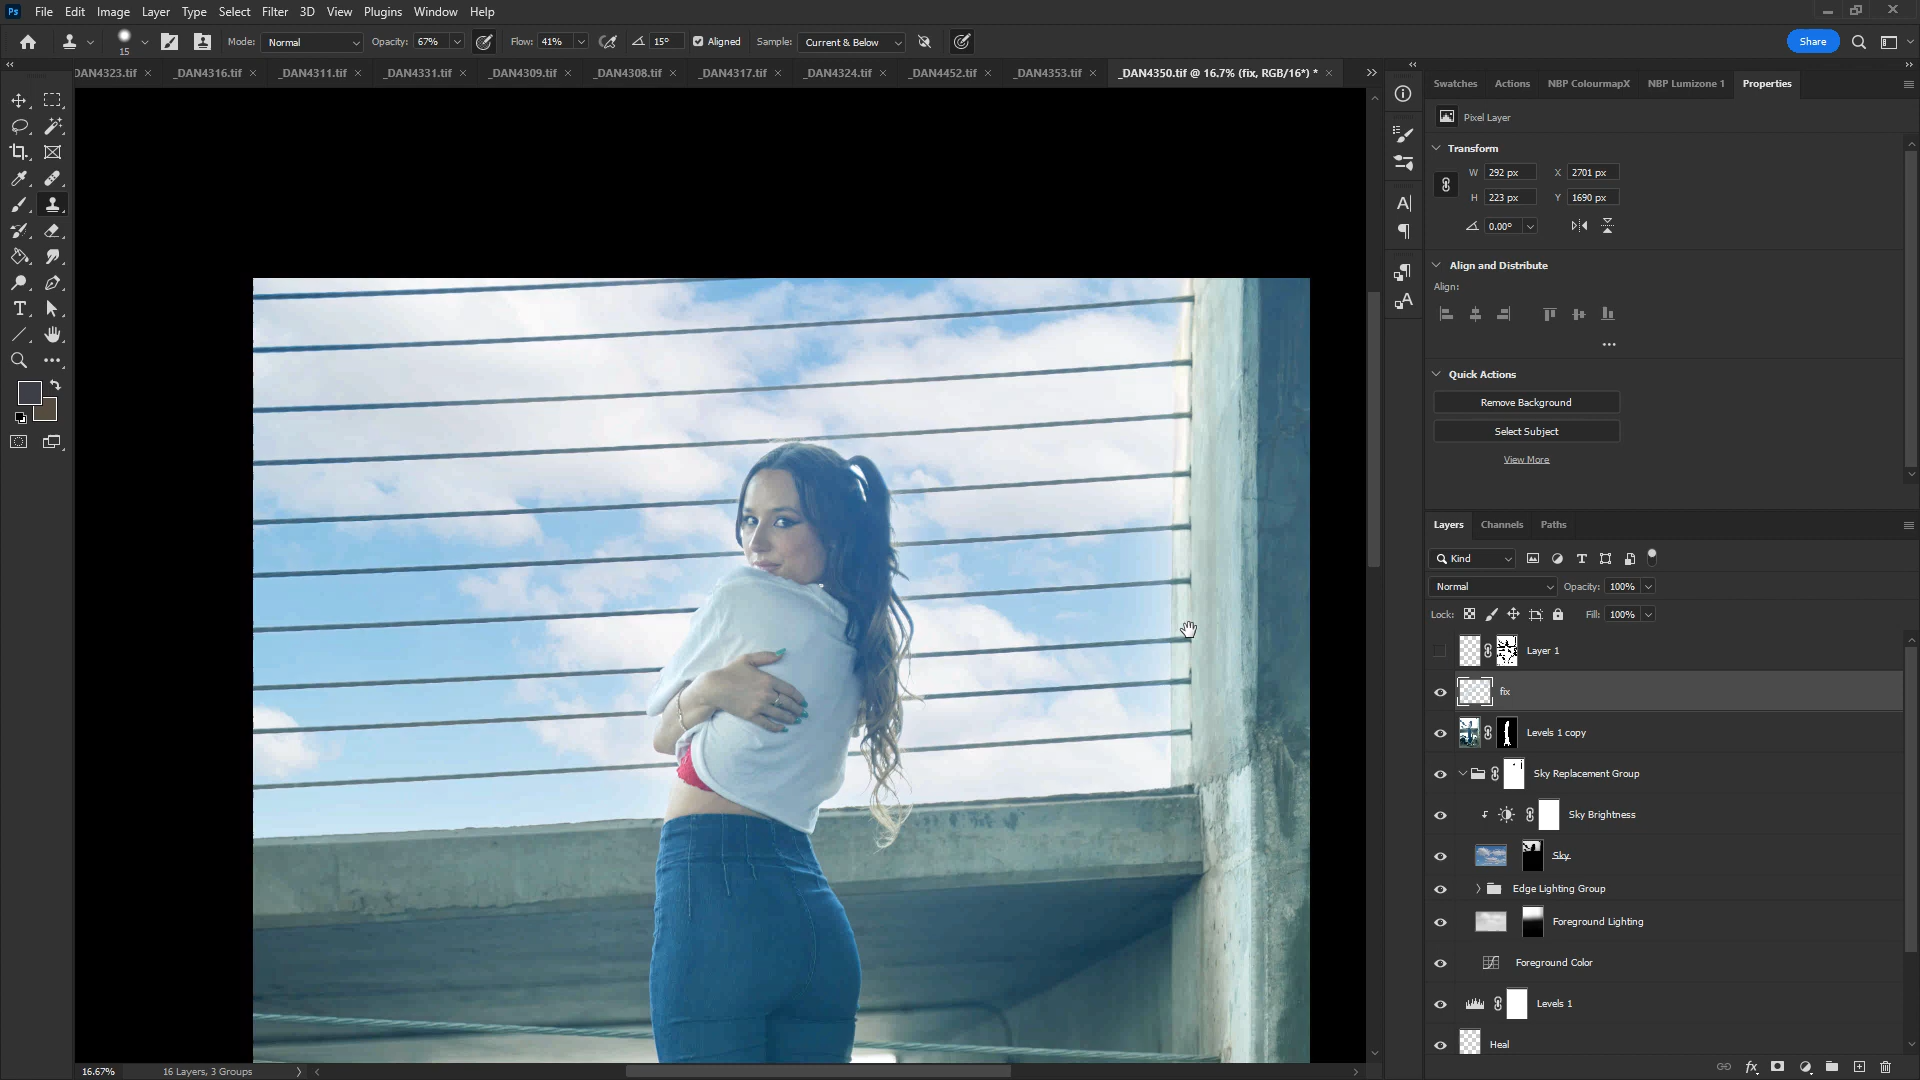 Ps File Edit Image Layer Type Select Filter 3D View Plugins Window Help
15 Mode: Normal Opacity: 67% Flow: 41% 15° Aligned Sample: Current & Below Share
_DAN4323.tif × _DAN4316.tif × _DAN4311.tif × _DAN4331.tif × _DAN4309.tif × _DAN4308.tif × _DAN4317.tif × _DAN4324.tif × _DAN4452.tif × _DAN4353.tif × _DAN4350.tif @ 16.7% (fix, RGB/16*) * ×
Swatches Actions NBP ColourmapX NBP Lumizone 1 Properties
Pixel Layer
Transform
W 292 px X 2701 px
H 223 px Y 1690 px
0.00°
Align and Distribute
Align:
Quick Actions
Remove Background
Select Subject
View More
Layers Channels Paths
Kind
Normal Opacity: 100%
Lock: Fill: 100%
Layer 1
fix
Levels 1 copy
Sky Replacement Group
Sky Brightness
Sky
Edge Lighting Group
Foreground Lighting
Foreground Color
Levels 1
Heal
16.67% 16 Layers, 3 Groups